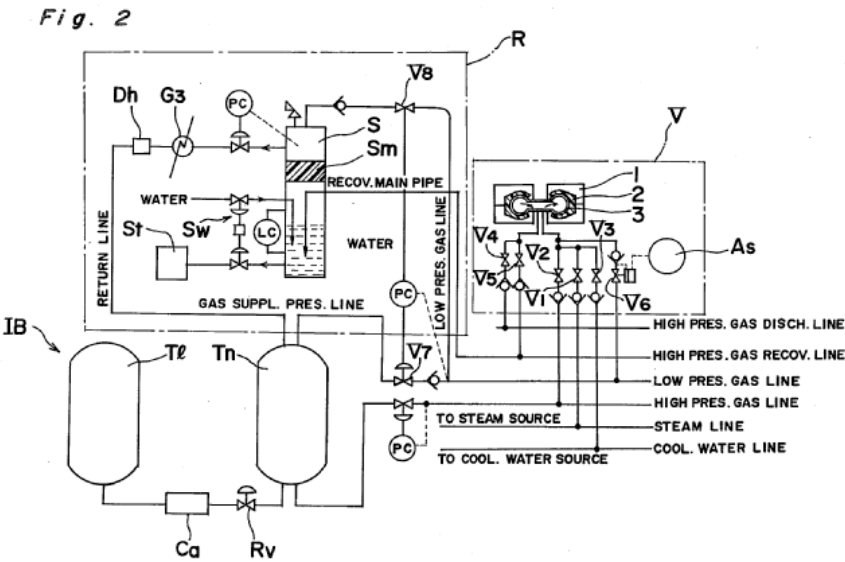 Fig. 2
R
V8
Dh
G3
PC
S
Sm
V
RECOV. MAIN PIPE
1
2
3
WATER
Sw
LC
St
WATER
RETURN LINE
LOW PRES. GAS LINE
V4
V5
V2
V3
V1
V6
As
GAS SUPPL. PRES. LINE
PC
HIGH PRES. GAS DISCH. LINE
IB
Tl
Tn
V7
HIGH PRES. GAS RECOV. LINE
LOW PRES. GAS LINE
HIGH PRES. GAS LINE
TO STEAM SOURCE
STEAM LINE
PC
TO COOL. WATER SOURCE
COOL. WATER LINE
Ca
Rv